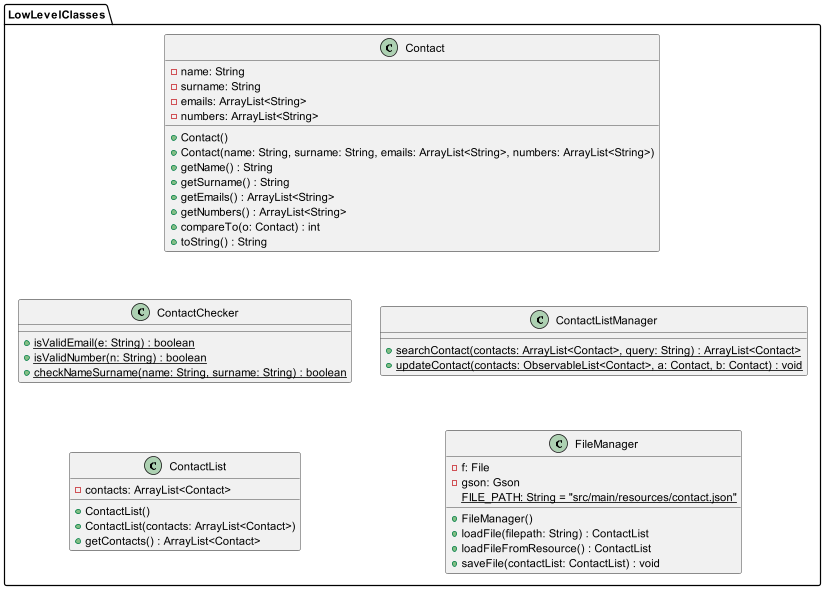 LowLevelClasses
C Contact
name: String
surname: String
emails: ArrayList<String>
numbers: ArrayList<String>
Contact()
Contact(name: String, surname: String, emails: ArrayList<String>, numbers: ArrayList<String>)
getName() : String
getSurname() : String
getEmails() : ArrayList<String>
getNumbers() : ArrayList<String>
compareTo(o: Contact) : int
toString() : String
C ContactChecker
isValidEmail(e: String) : boolean
isValidNumber(n: String) : boolean
checkNameSurname(name: String, surname: String) : boolean
C ContactListManager
searchContact(contacts: ArrayList<Contact>, query: String) : ArrayList<Contact>
updateContact(contacts: ObservableList<Contact>, a: Contact, b: Contact) : void
C ContactList
contacts: ArrayList<Contact>
ContactList()
ContactList(contacts: ArrayList<Contact>)
getContacts() : ArrayList<Contact>
C FileManager
f: File
gson: Gson
FILE_PATH: String = "src/main/resources/contact.json"
FileManager()
loadFile(filepath: String) : ContactList
loadFileFromResource() : ContactList
saveFile(contactList: ContactList) : void